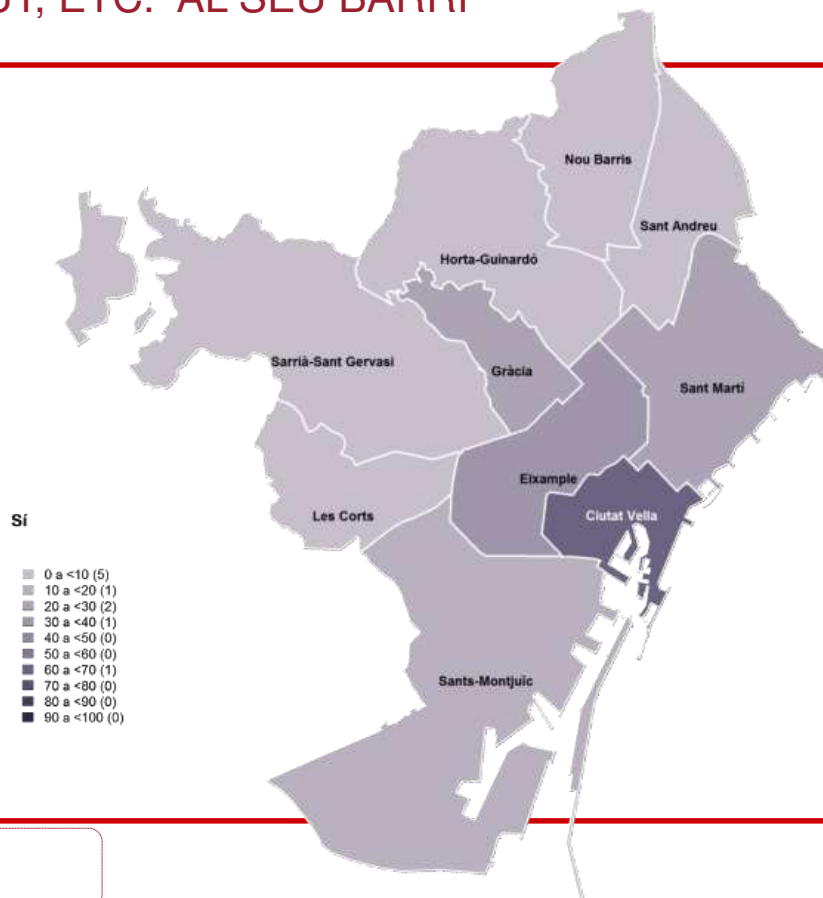 ETC. AL SEU BARRI
Nou Barris
Sant Andreu
Horta-Guinardó
Sarrià-Sant Gervasi
Gràcia
Sant Martí
Eixample
Ciutat Vella
Les Corts
Sí
0 a <10 (5)
10 a <20 (1)
20 a <30 (2)
30 a <40 (1)
40 a <50 (0)
50 a <60 (0)
60 a <70 (1)
70 a <80 (0)
80 a <90 (0)
90 a <100 (0)
Sants-Montjuïc